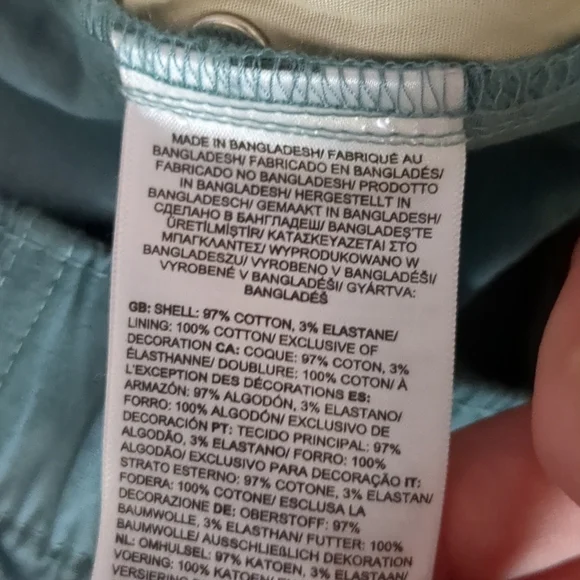 MADE IN BANGLADESH/ FABRIQUÉ AU
BANGLADESH/ FABRICADO EN BANGLADÉS/
FABRICADO NO BANGLADESH/ PRODOTTO
IN BANGLADESH/ HERGESTELLT IN
BANGLADESCH/ GEMAAKT IN BANGLADESH/
СДЕЛАНО В БАНГЛАДЕШ/ BANGLADEŞ'TE
ÜRETİLMİŞTİR/ ΚΑΤΑΣΚΕΥΑΖΕΤΑΙ ΣΤΟ
ΜΠΑΓΚΛΑΝΤΕΣ/ WYPRODUKOWANO W
BANGLADESZU/ VYROBENO V BANGLADÉŠI/
VYROBENÉ V BANGLADÉŠI/ GYÁRTVA:
BANGLADÉŠ
GB: SHELL: 97% COTTON, 3% ELASTANE/
LINING: 100% COTTON/ EXCLUSIVE OF
DECORATION CA: COQUE: 97% COTON, 3%
ÉLASTHANNE/ DOUBLURE: 100% COTON/ À
L'EXCEPTION DES DÉCORATIONS ES:
ARMAZÓN: 97% ALGODÓN, 3% ELASTANO/
FORRO: 100% ALGODÓN/ EXCLUSIVO DE
DECORACIÓN PT: TECIDO PRINCIPAL: 97%
ALGODÃO, 3% ELASTANO/ FORRO: 100%
ALGODÃO/ EXCLUSIVO PARA DECORAÇÃO IT:
STRATO ESTERNO: 97% COTONE, 3% ELASTAN/
FODERA: 100% COTONE/ ESCLUSA LA
DECORAZIONE DE: OBERSTOFF: 97%
BAUMWOLLE, 3% ELASTHAN/ FUTTER: 100%
BAUMWOLLE/ AUSSCHLIEßLICH DEKORATION
NL: OMHULSEL: 97% KATOEN, 3% ELASTAAN/
VOERING: 100% KATOEN/
VERSIERING